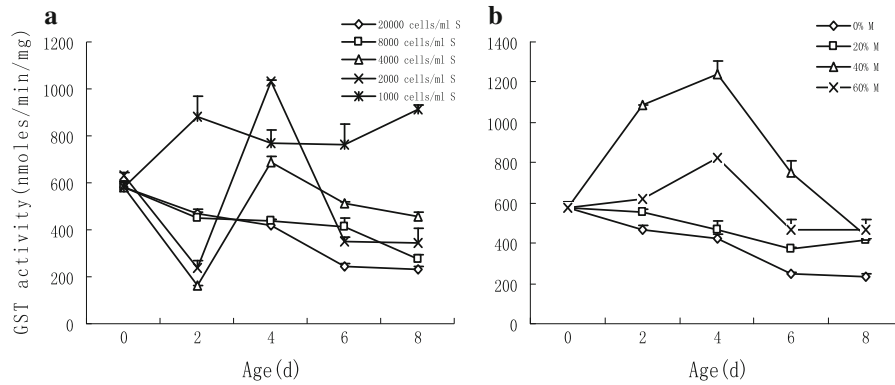 a
20000 cells/ml S
8000 cells/ml S
4000 cells/ml S
2000 cells/ml S
1000 cells/ml S
GST activity(nmoles/min/mg)
1200
1000
800
600
400
200
0
0 2 4 6 8
Age(d)
b
0% M
20% M
40% M
60% M
1400
1200
1000
800
600
400
200
0
0 2 4 6 8
Age(d)